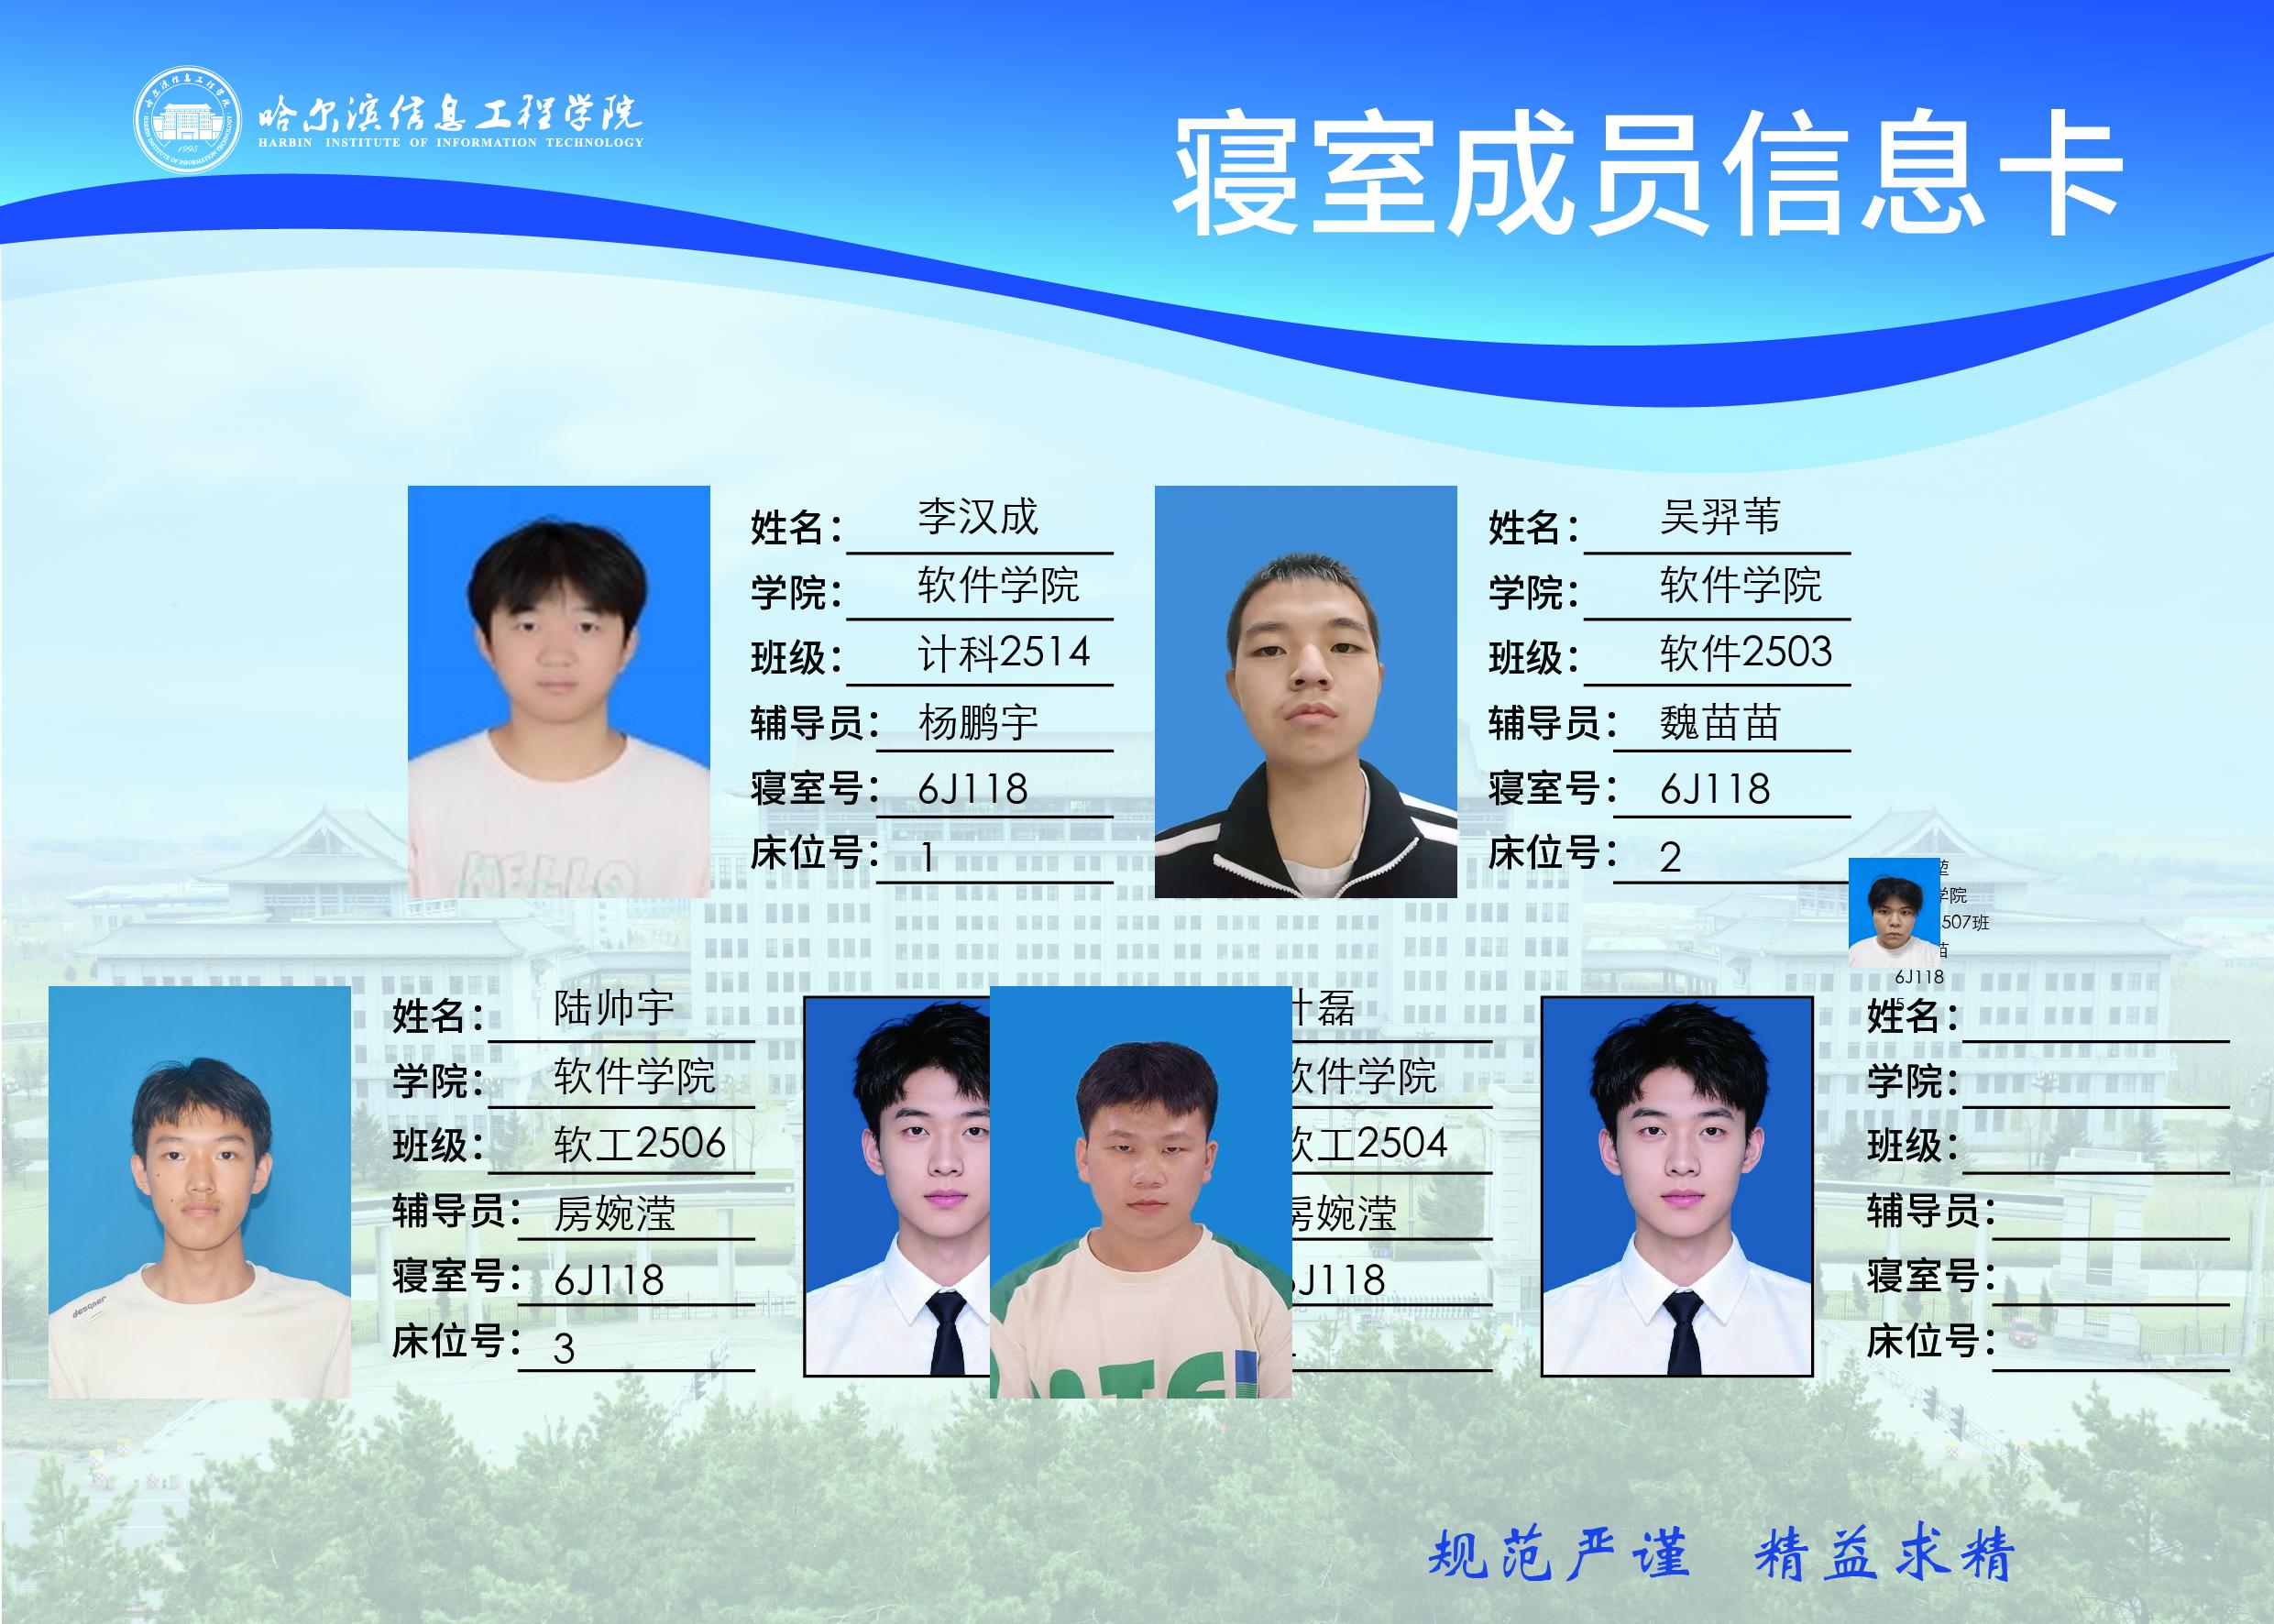 哈尔滨信息工程学院
HARBIN INSTITUTE OF INFORMATION TECHNOLOGY
1995
寝室成员信息卡
姓名： 李汉成
学院： 软件学院
班级： 计科2514
辅导员： 杨鹏宇
寝室号： 6J118
床位号： 1
姓名： 吴羿苇
学院： 软件学院
班级： 软件2503
辅导员： 魏苗苗
寝室号： 6J118
床位号： 2
学院
507班
苗
6J118
5
姓名： 陆帅宇
学院： 软件学院
班级： 软工2506
辅导员： 房婉滢
寝室号： 6J118
床位号： 3
磊
软件学院
软工2504
房婉滢
J118
姓名：
学院：
班级：
辅导员：
寝室号：
床位号：
规范严谨 精益求精